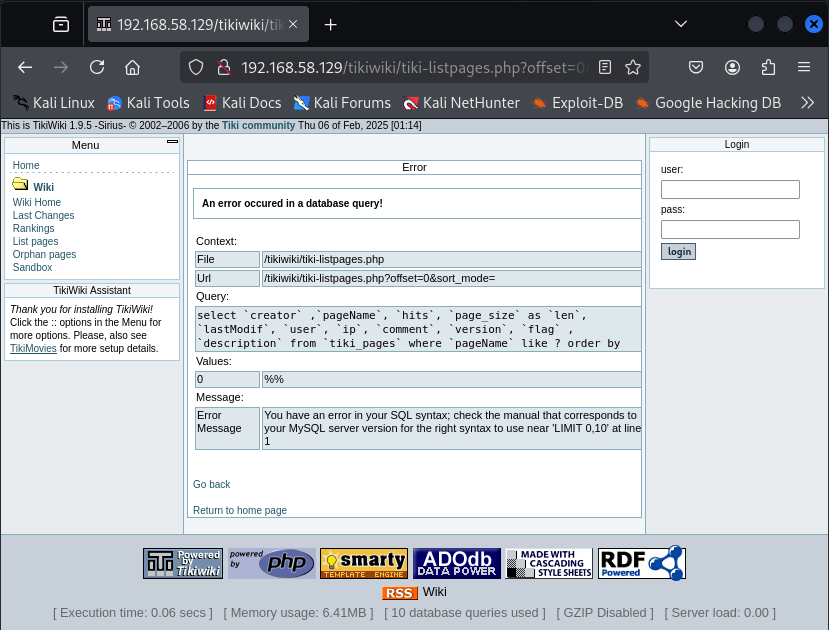 192.168.58.129/tikiwiki/tik
192.168.58.129/tikiwiki/tiki-listpages.php?offset=0
Kali Linux Kali Tools Kali Docs Kali Forums Kali NetHunter Exploit-DB Google Hacking DB
This is TikiWiki 1.9.5 -Sirius- © 2002–2006 by the Tiki community Thu 06 of Feb, 2025 [01:14]
Menu
Home
Wiki
Wiki Home
Last Changes
Rankings
List pages
Orphan pages
Sandbox
TikiWiki Assistant
Thank you for installing TikiWiki!
Click the :: options in the Menu for
more options. Please, also see
TikiMovies for more setup details.
Error
An error occured in a database query!
Context:
File /tikiwiki/tiki-listpages.php
Url /tikiwiki/tiki-listpages.php?offset=0&sort_mode=
Query:
select `creator` ,`pageName`, `hits`, `page_size` as `len`,
`lastModif`, `user`, `ip`, `comment`, `version`, `flag` ,
`description` from `tiki_pages` where `pageName` like ? order by
Values:
0 %%
Message:
Error Message You have an error in your SQL syntax; check the manual that corresponds to
your MySQL server version for the right syntax to use near 'LIMIT 0,10' at line
1
Go back
Return to home page
Login
user:
pass:
login
Powered by Tikiwiki
powered by php
smarty TEMPLATE ENGINE
ADOdb DATA POWER
MADE WITH CASCADING STYLE SHEETS
RDF Powered
RSS Wiki
[ Execution time: 0.06 secs ] [ Memory usage: 6.41MB ] [ 10 database queries used ] [ GZIP Disabled ] [ Server load: 0.00 ]